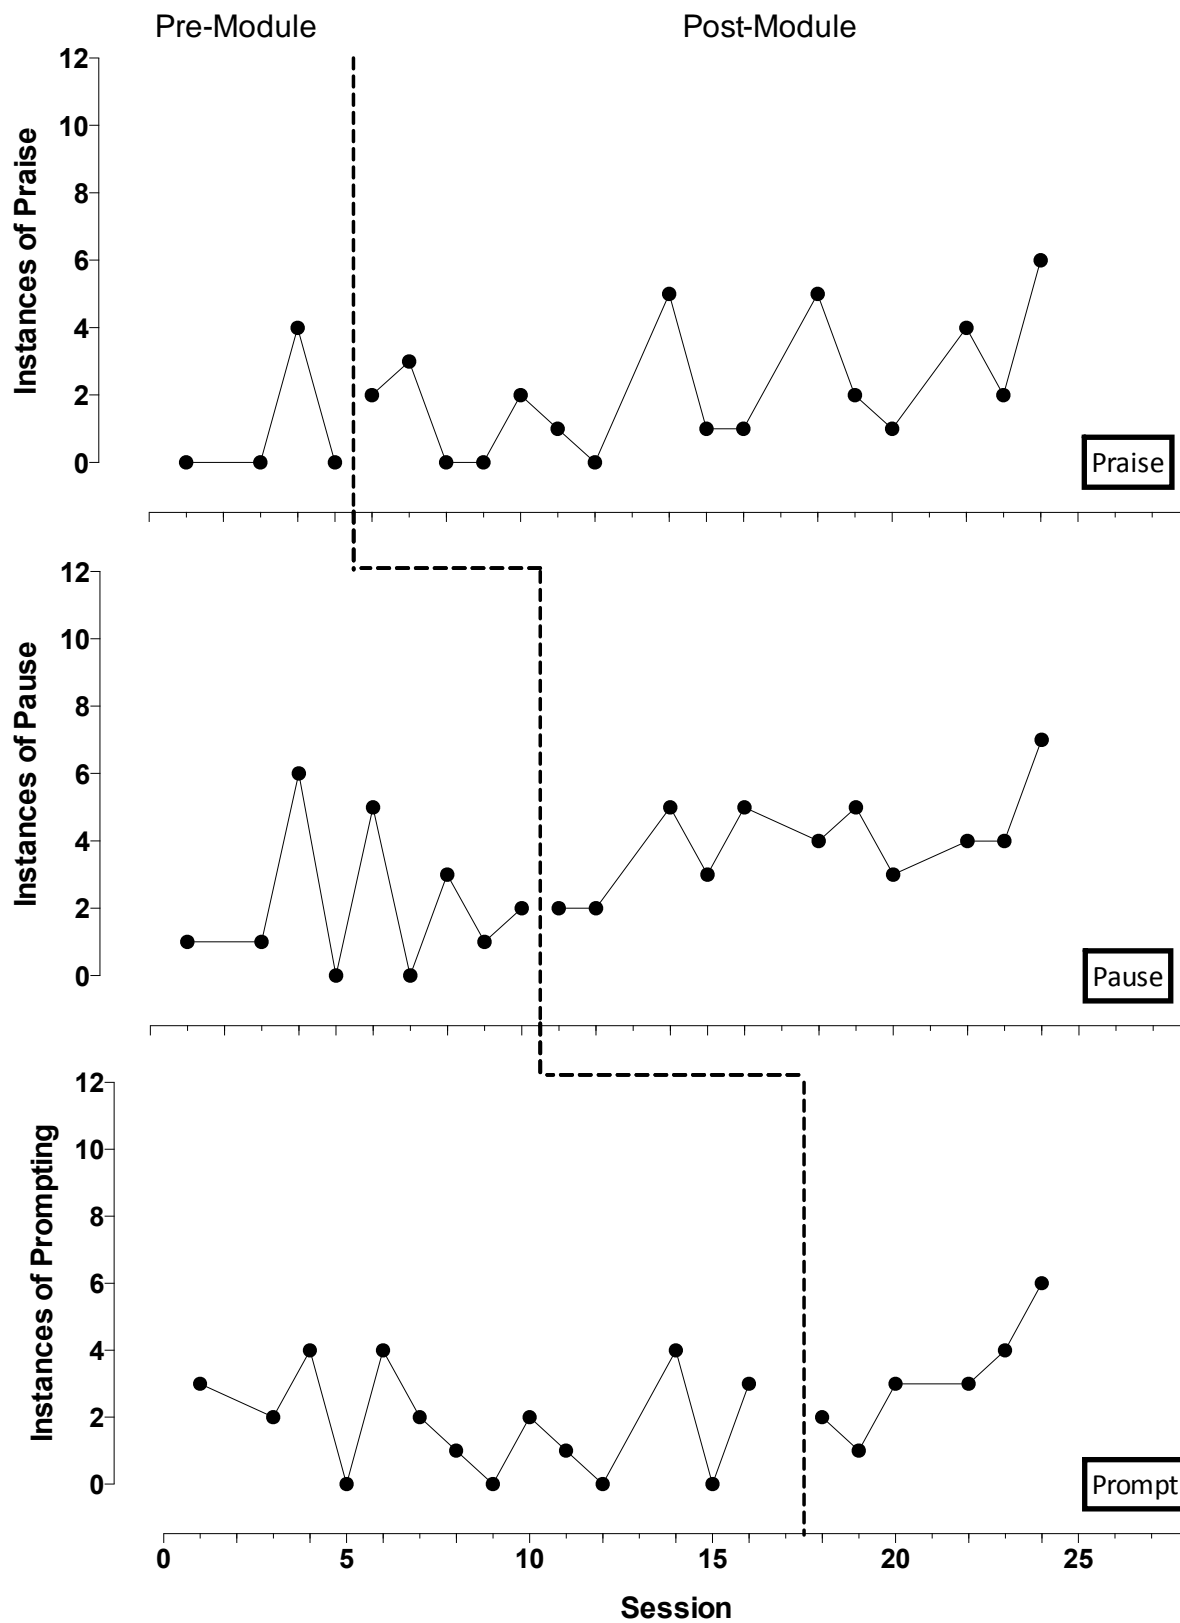 Pre-Module Post-Module
Instances of Praise
12
10
8
6
4
2
0
Praise
Instances of Pause
12
10
8
6
4
2
0
Pause
Instances of Prompting
12
10
8
6
4
2
0
Prompt
0 5 10 15 20 25
Session